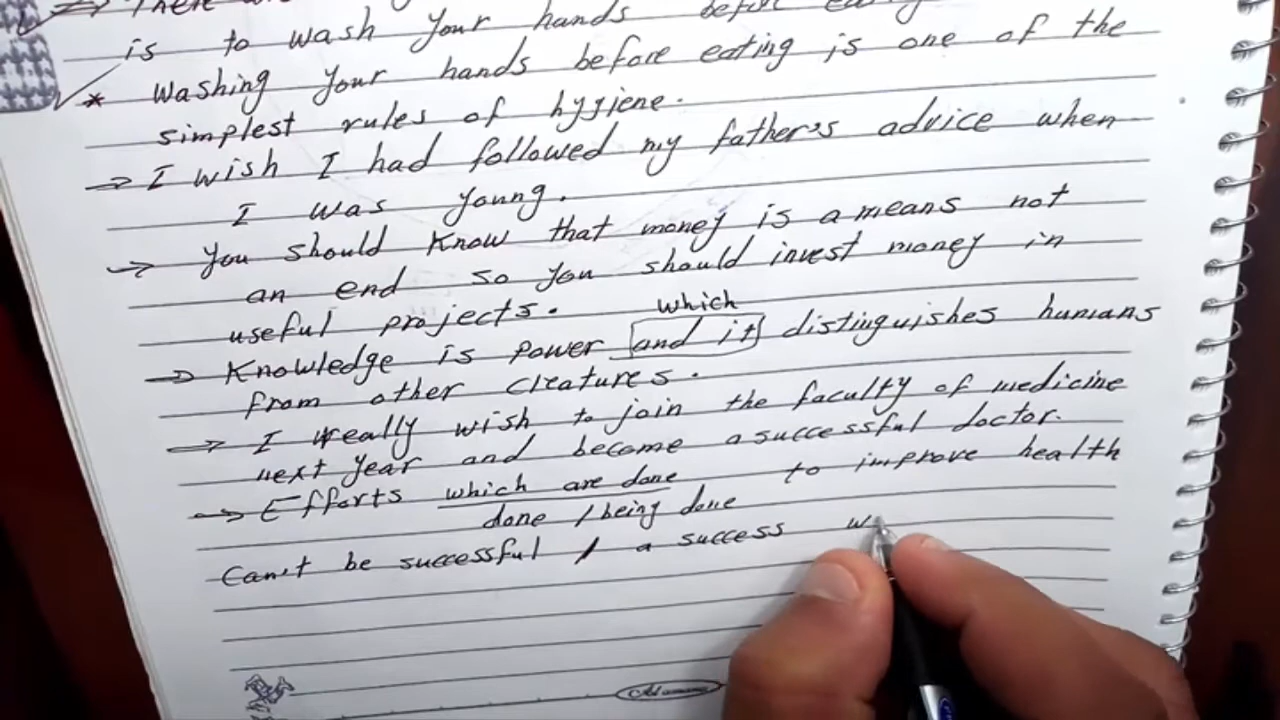 → There
is to wash your hands before
* Washing your hands before eating is one of the
simplest rules of hygiene.
→ I wish I had followed my father's advice when
I was young.
→ You should know that money is a means not
an end so you should invest money in
useful projects.
which
→ Knowledge is power and it distinguishes humans
from other creatures.
→ I really wish to join the faculty of medicine
next year and become a successful doctor.
→ Efforts which are done to improve health
done / being done
can't be successful / a success w